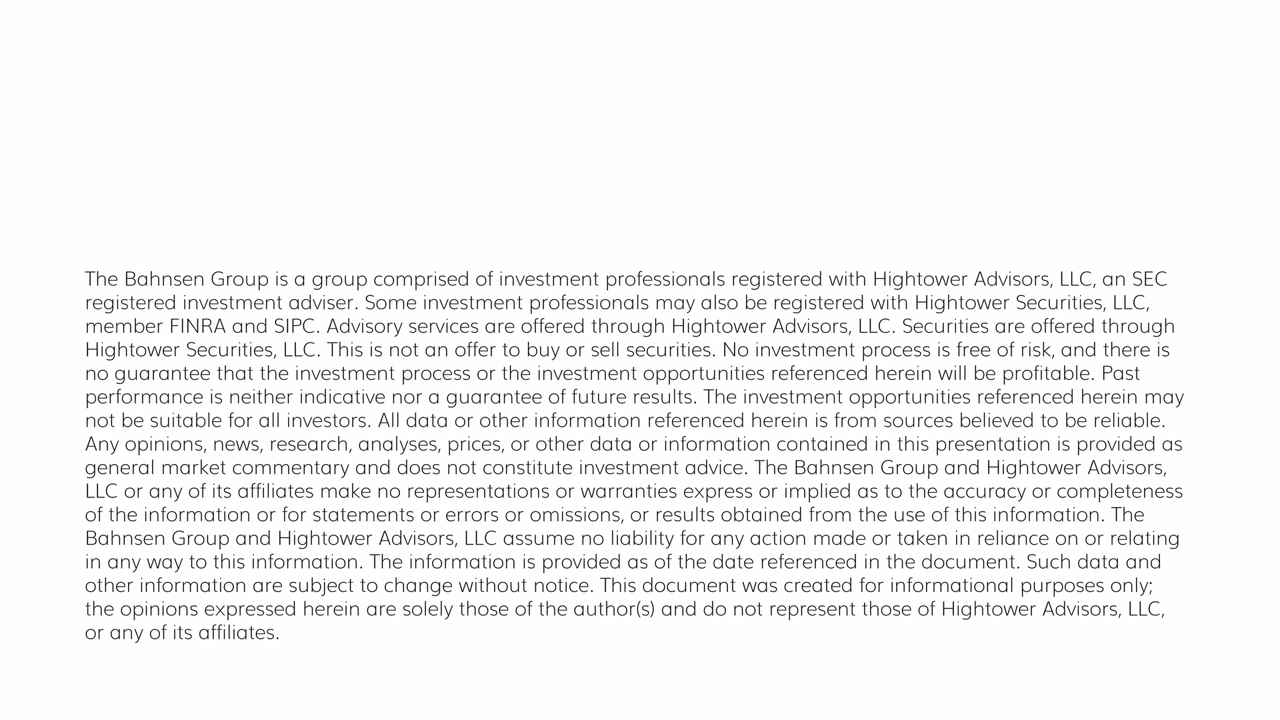 The Bahnsen Group is a group comprised of investment professionals registered with Hightower Advisors, LLC, an SEC
registered investment adviser. Some investment professionals may also be registered with Hightower Securities, LLC,
member FINRA and SIPC. Advisory services are offered through Hightower Advisors, LLC. Securities are offered through
Hightower Securities, LLC. This is not an offer to buy or sell securities. No investment process is free of risk, and there is
no guarantee that the investment process or the investment opportunities referenced herein will be profitable. Past
performance is neither indicative nor a guarantee of future results. The investment opportunities referenced herein may
not be suitable for all investors. All data or other information referenced herein is from sources believed to be reliable.
Any opinions, news, research, analyses, prices, or other data or information contained in this presentation is provided as
general market commentary and does not constitute investment advice. The Bahnsen Group and Hightower Advisors,
LLC or any of its affiliates make no representations or warranties express or implied as to the accuracy or completeness
of the information or for statements or errors or omissions, or results obtained from the use of this information. The
Bahnsen Group and Hightower Advisors, LLC assume no liability for any action made or taken in reliance on or relating
in any way to this information. The information is provided as of the date referenced in the document. Such data and
other information are subject to change without notice. This document was created for informational purposes only;
the opinions expressed herein are solely those of the author(s) and do not represent those of Hightower Advisors, LLC,
or any of its affiliates.